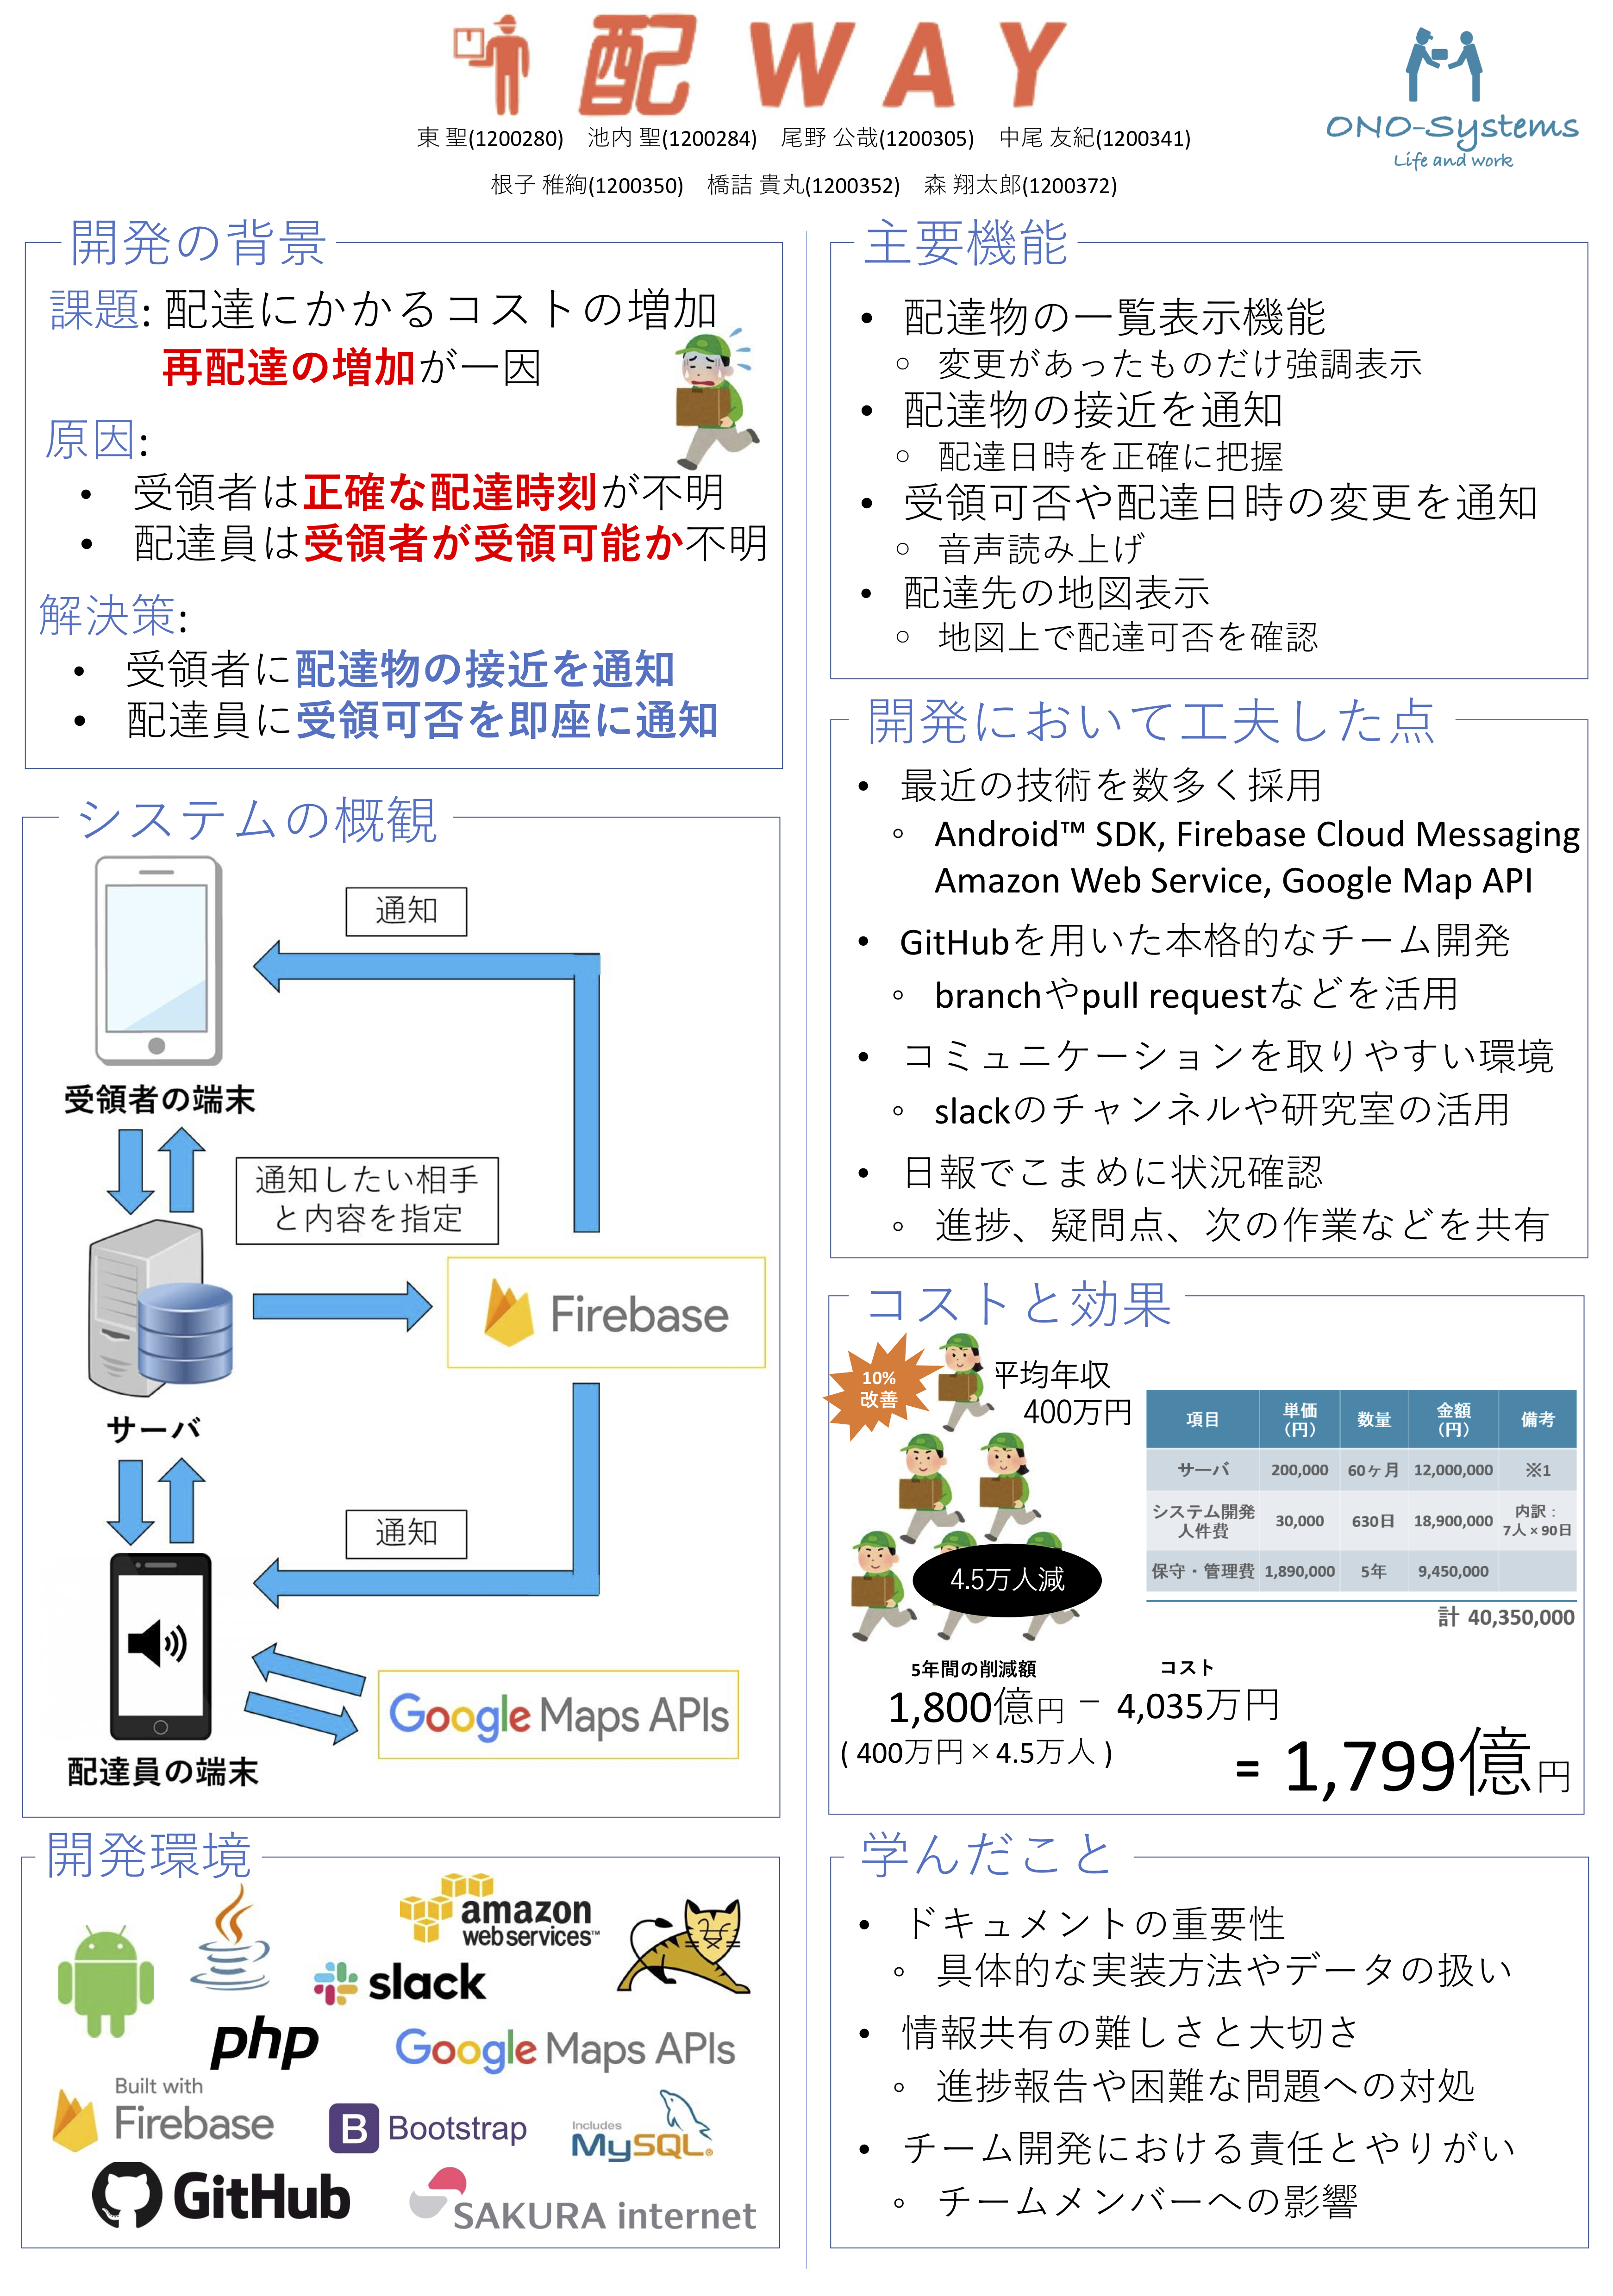 配 WAY
ONO-Systems
Life and work
東 聖(1200280) 池内 聖(1200284) 尾野 公哉(1200305) 中尾 友紀(1200341)
根子 稚絢(1200350) 橋詰 貴丸(1200352) 森 翔太郎(1200372)
開発の背景
課題: 配達にかかるコストの増加
再配達の増加が一因
原因:
• 受領者は正確な配達時刻が不明
• 配達員は受領者が受領可能か不明
解決策:
• 受領者に配達物の接近を通知
• 配達員に受領可否を即座に通知
システムの概観
通知
受領者の端末
通知したい相手
と内容を指定
Firebase
サーバ
通知
Google Maps APIs
配達員の端末
開発環境
amazon
web services™
slack
php
Google Maps APIs
Built with
Firebase
B Bootstrap
Includes
MySQL®
GitHub
SAKURA internet
主要機能
• 配達物の一覧表示機能
○ 変更があったものだけ強調表示
• 配達物の接近を通知
○ 配達日時を正確に把握
• 受領可否や配達日時の変更を通知
○ 音声読み上げ
• 配達先の地図表示
○ 地図上で配達可否を確認
開発において工夫した点
• 最近の技術を数多く採用
○ Android™ SDK, Firebase Cloud Messaging
Amazon Web Service, Google Map API
• GitHubを用いた本格的なチーム開発
○ branchやpull requestなどを活用
• コミュニケーションを取りやすい環境
○ slackのチャンネルや研究室の活用
• 日報でこまめに状況確認
○ 進捗、疑問点、次の作業などを共有
コストと効果
10%
改善
平均年収
400万円
4.5万人減
項目 単価（円） 数量 金額（円） 備考
サーバ 200,000 60ヶ月 12,000,000 ※1
システム開発人件費 30,000 630日 18,900,000 内訳：7人×90日
保守・管理費 1,890,000 5年 9,450,000
計 40,350,000
5年間の削減額 コスト
1,800億円 － 4,035万円
( 400万円×4.5万人 )
= 1,799億円
学んだこと
• ドキュメントの重要性
○ 具体的な実装方法やデータの扱い
• 情報共有の難しさと大切さ
○ 進捗報告や困難な問題への対処
• チーム開発における責任とやりがい
○ チームメンバーへの影響